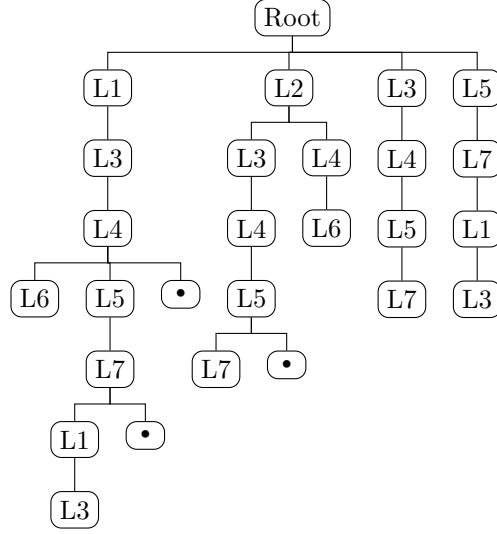 Root
L1 L2 L3 L5
L3 L3 L4 L4 L7
L4 L4 L6 L5 L1
L6 L5 • L5 L7 L3
L7 L7 •
L1 •
L3